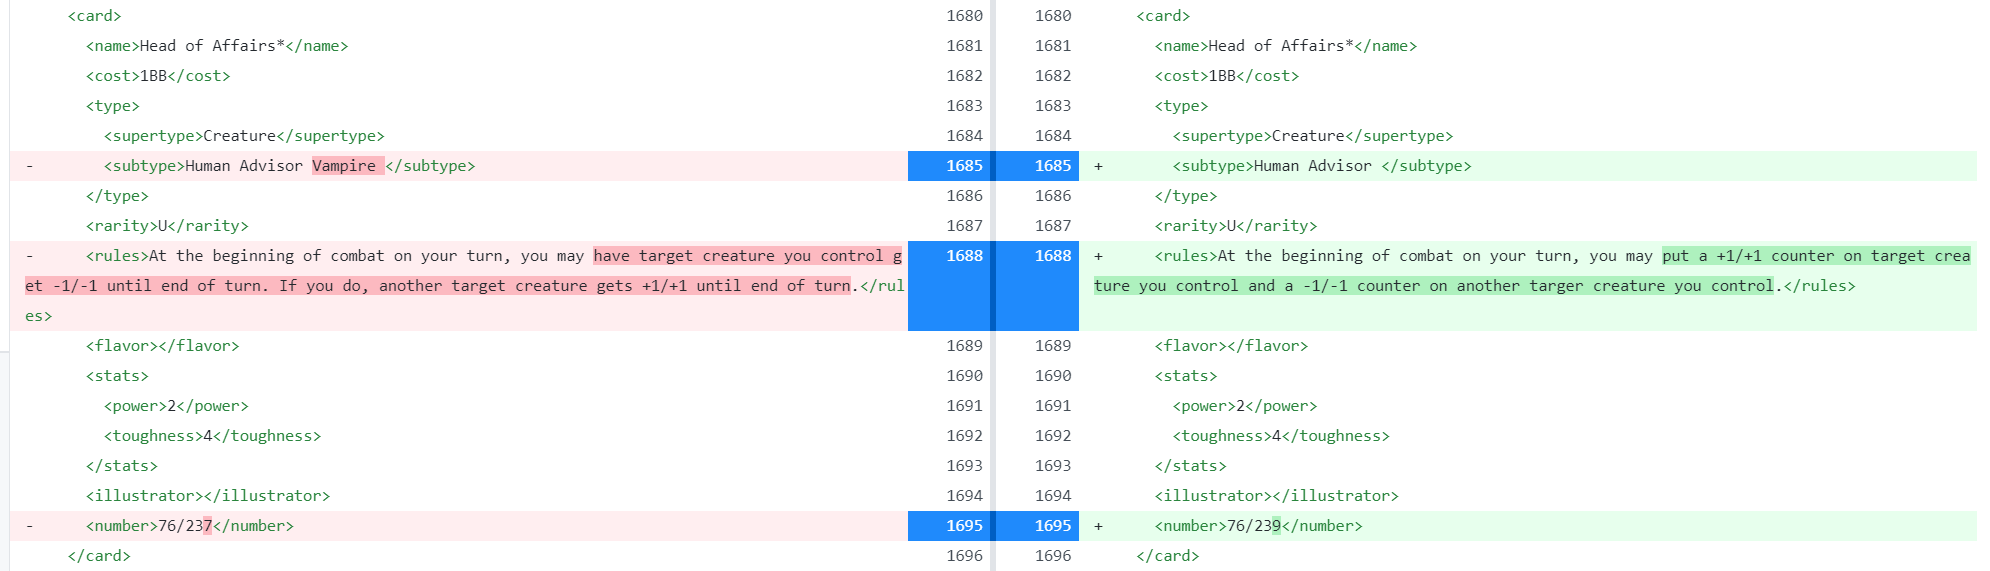 <card> 1680 1680 <card>
<name>Head of Affairs*</name> 1681 1681 <name>Head of Affairs*</name>
<cost>1BB</cost> 1682 1682 <cost>1BB</cost>
<type> 1683 1683 <type>
<supertype>Creature</supertype> 1684 1684 <supertype>Creature</supertype>
- <subtype>Human Advisor Vampire </subtype> 1685 1685 + <subtype>Human Advisor </subtype>
</type> 1686 1686 </type>
<rarity>U</rarity> 1687 1687 <rarity>U</rarity>
- <rules>At the beginning of combat on your turn, you may have target creature you control g 1688 1688 + <rules>At the beginning of combat on your turn, you may put a +1/+1 counter on target crea
et -1/-1 until end of turn. If you do, another target creature gets +1/+1 until end of turn.</rul ture you control and a -1/-1 counter on another targer creature you control.</rules>
es>
<flavor></flavor> 1689 1689 <flavor></flavor>
<stats> 1690 1690 <stats>
<power>2</power> 1691 1691 <power>2</power>
<toughness>4</toughness> 1692 1692 <toughness>4</toughness>
</stats> 1693 1693 </stats>
<illustrator></illustrator> 1694 1694 <illustrator></illustrator>
- <number>76/237</number> 1695 1695 + <number>76/239</number>
</card> 1696 1696 </card>